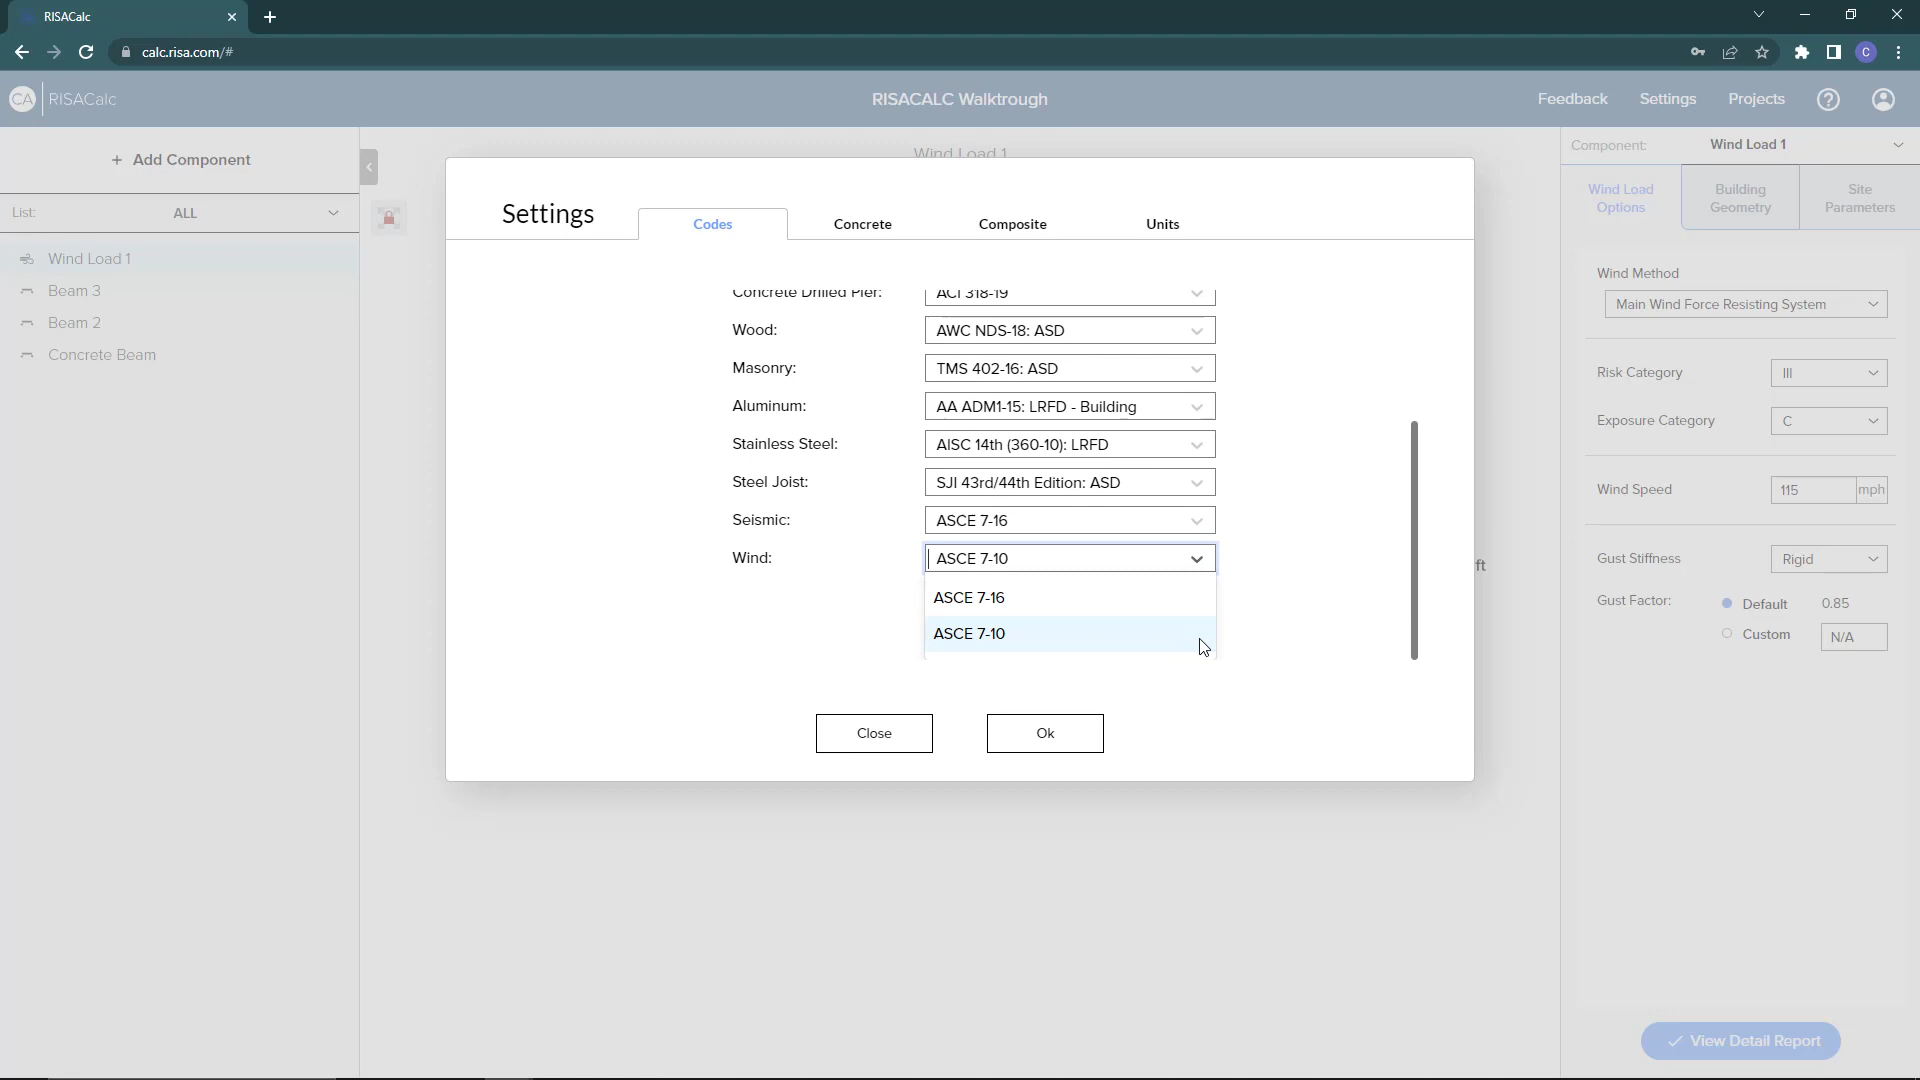 RISACalc
calc.risa.com/#
C
CA RISACalc
RISACALC Walktrough
Feedback
Settings
Projects
?
+ Add Component
List: ALL
Wind Load 1
Beam 3
Beam 2
Concrete Beam
Wind Load 1
Settings
Codes
Concrete
Composite
Units
Concrete Drilled Pier: ACI 318-19
Wood: AWC NDS-18: ASD
Masonry: TMS 402-16: ASD
Aluminum: AA ADM1-15: LRFD - Building
Stainless Steel: AISC 14th (360-10): LRFD
Steel Joist: SJI 43rd/44th Edition: ASD
Seismic: ASCE 7-16
Wind: ASCE 7-10
ASCE 7-16
ASCE 7-10
Close
Ok
ft
Component: Wind Load 1
Wind Load
Options
Building
Geometry
Site
Parameters
Wind Method
Main Wind Force Resisting System
Risk Category III
Exposure Category C
Wind Speed 115 mph
Gust Stiffness Rigid
Gust Factor: Default 0.85
Custom N/A
View Detail Report